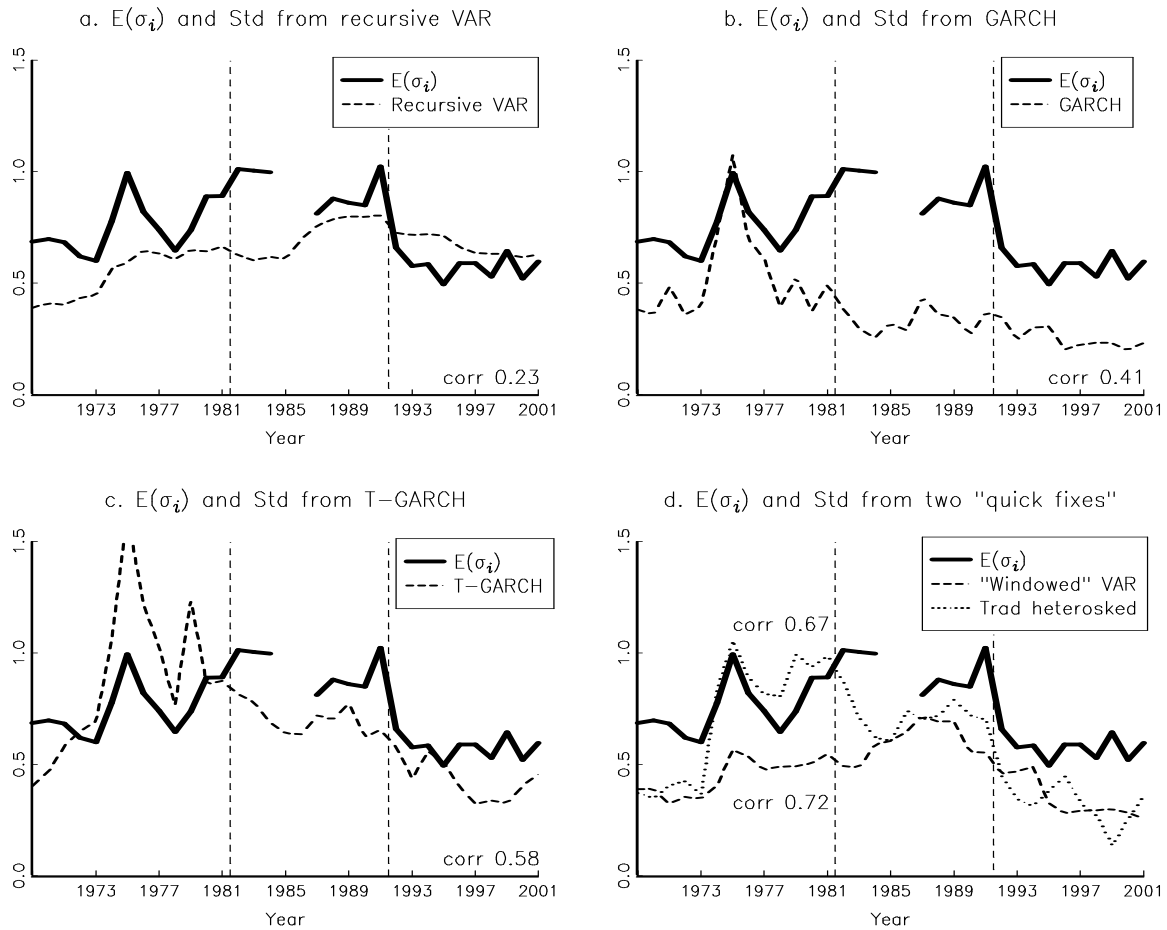 a. E(σi) and Std from recursive VAR
1.5
1.0
0.5
0.0
E(σi)
Recursive VAR
corr 0.23
1973 1977 1981 1985 1989 1993 1997 2001
Year
b. E(σi) and Std from GARCH
1.5
1.0
0.5
0.0
E(σi)
GARCH
corr 0.41
1973 1977 1981 1985 1989 1993 1997 2001
Year
c. E(σi) and Std from T-GARCH
1.5
1.0
0.5
0.0
E(σi)
T-GARCH
corr 0.58
1973 1977 1981 1985 1989 1993 1997 2001
Year
d. E(σi) and Std from two "quick fixes"
1.5
1.0
0.5
0.0
E(σi)
"Windowed" VAR
Trad heterosked
corr 0.67
corr 0.72
1973 1977 1981 1985 1989 1993 1997 2001
Year